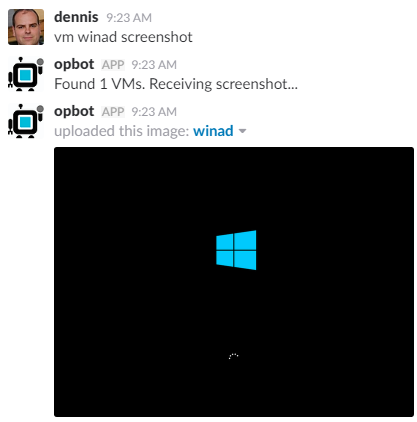 dennis 9:23 AM
vm winad screenshot
opbot APP 9:23 AM
Found 1 VMs. Receiving screenshot...
opbot APP 9:23 AM
uploaded this image: winad